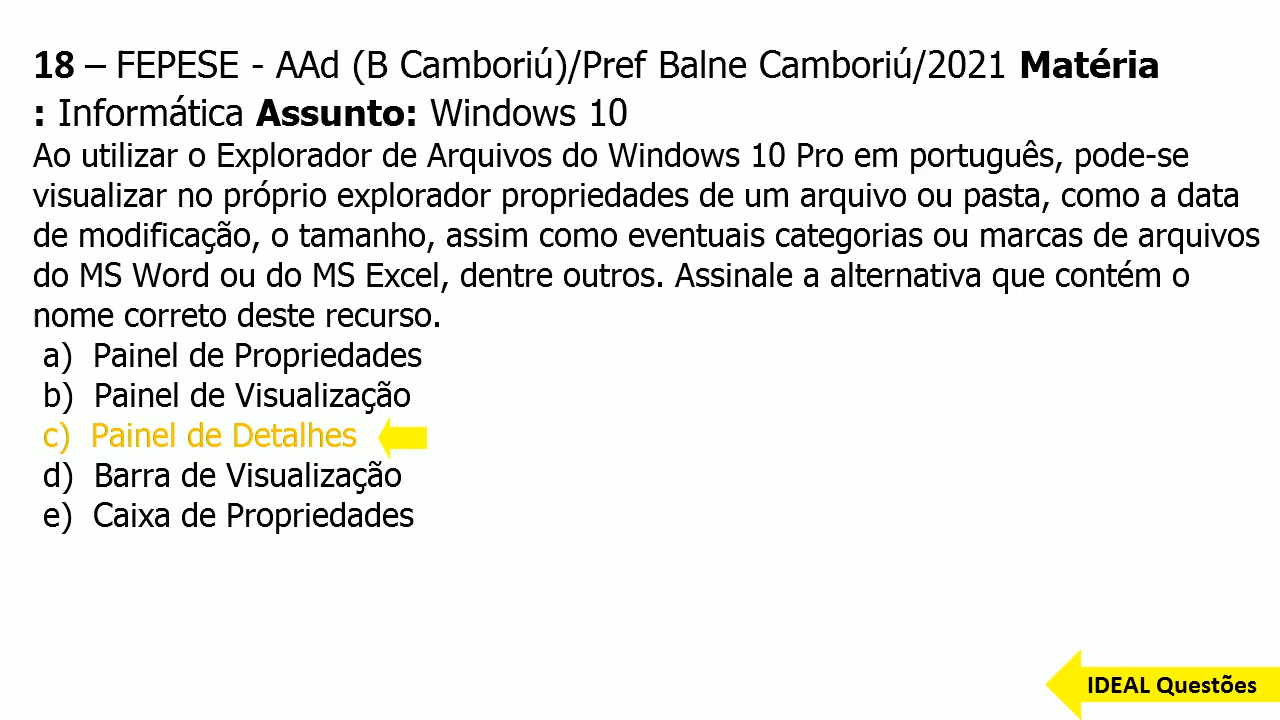 18 – FEPESE - AAd (B Camboriú)/Pref Balne Camboriú/2021 Matéria
: Informática Assunto: Windows 10
Ao utilizar o Explorador de Arquivos do Windows 10 Pro em português, pode-se
visualizar no próprio explorador propriedades de um arquivo ou pasta, como a data
de modificação, o tamanho, assim como eventuais categorias ou marcas de arquivos
do MS Word ou do MS Excel, dentre outros. Assinale a alternativa que contém o
nome correto deste recurso.
a) Painel de Propriedades
b) Painel de Visualização
c) Painel de Detalhes
d) Barra de Visualização
e) Caixa de Propriedades
IDEAL Questões